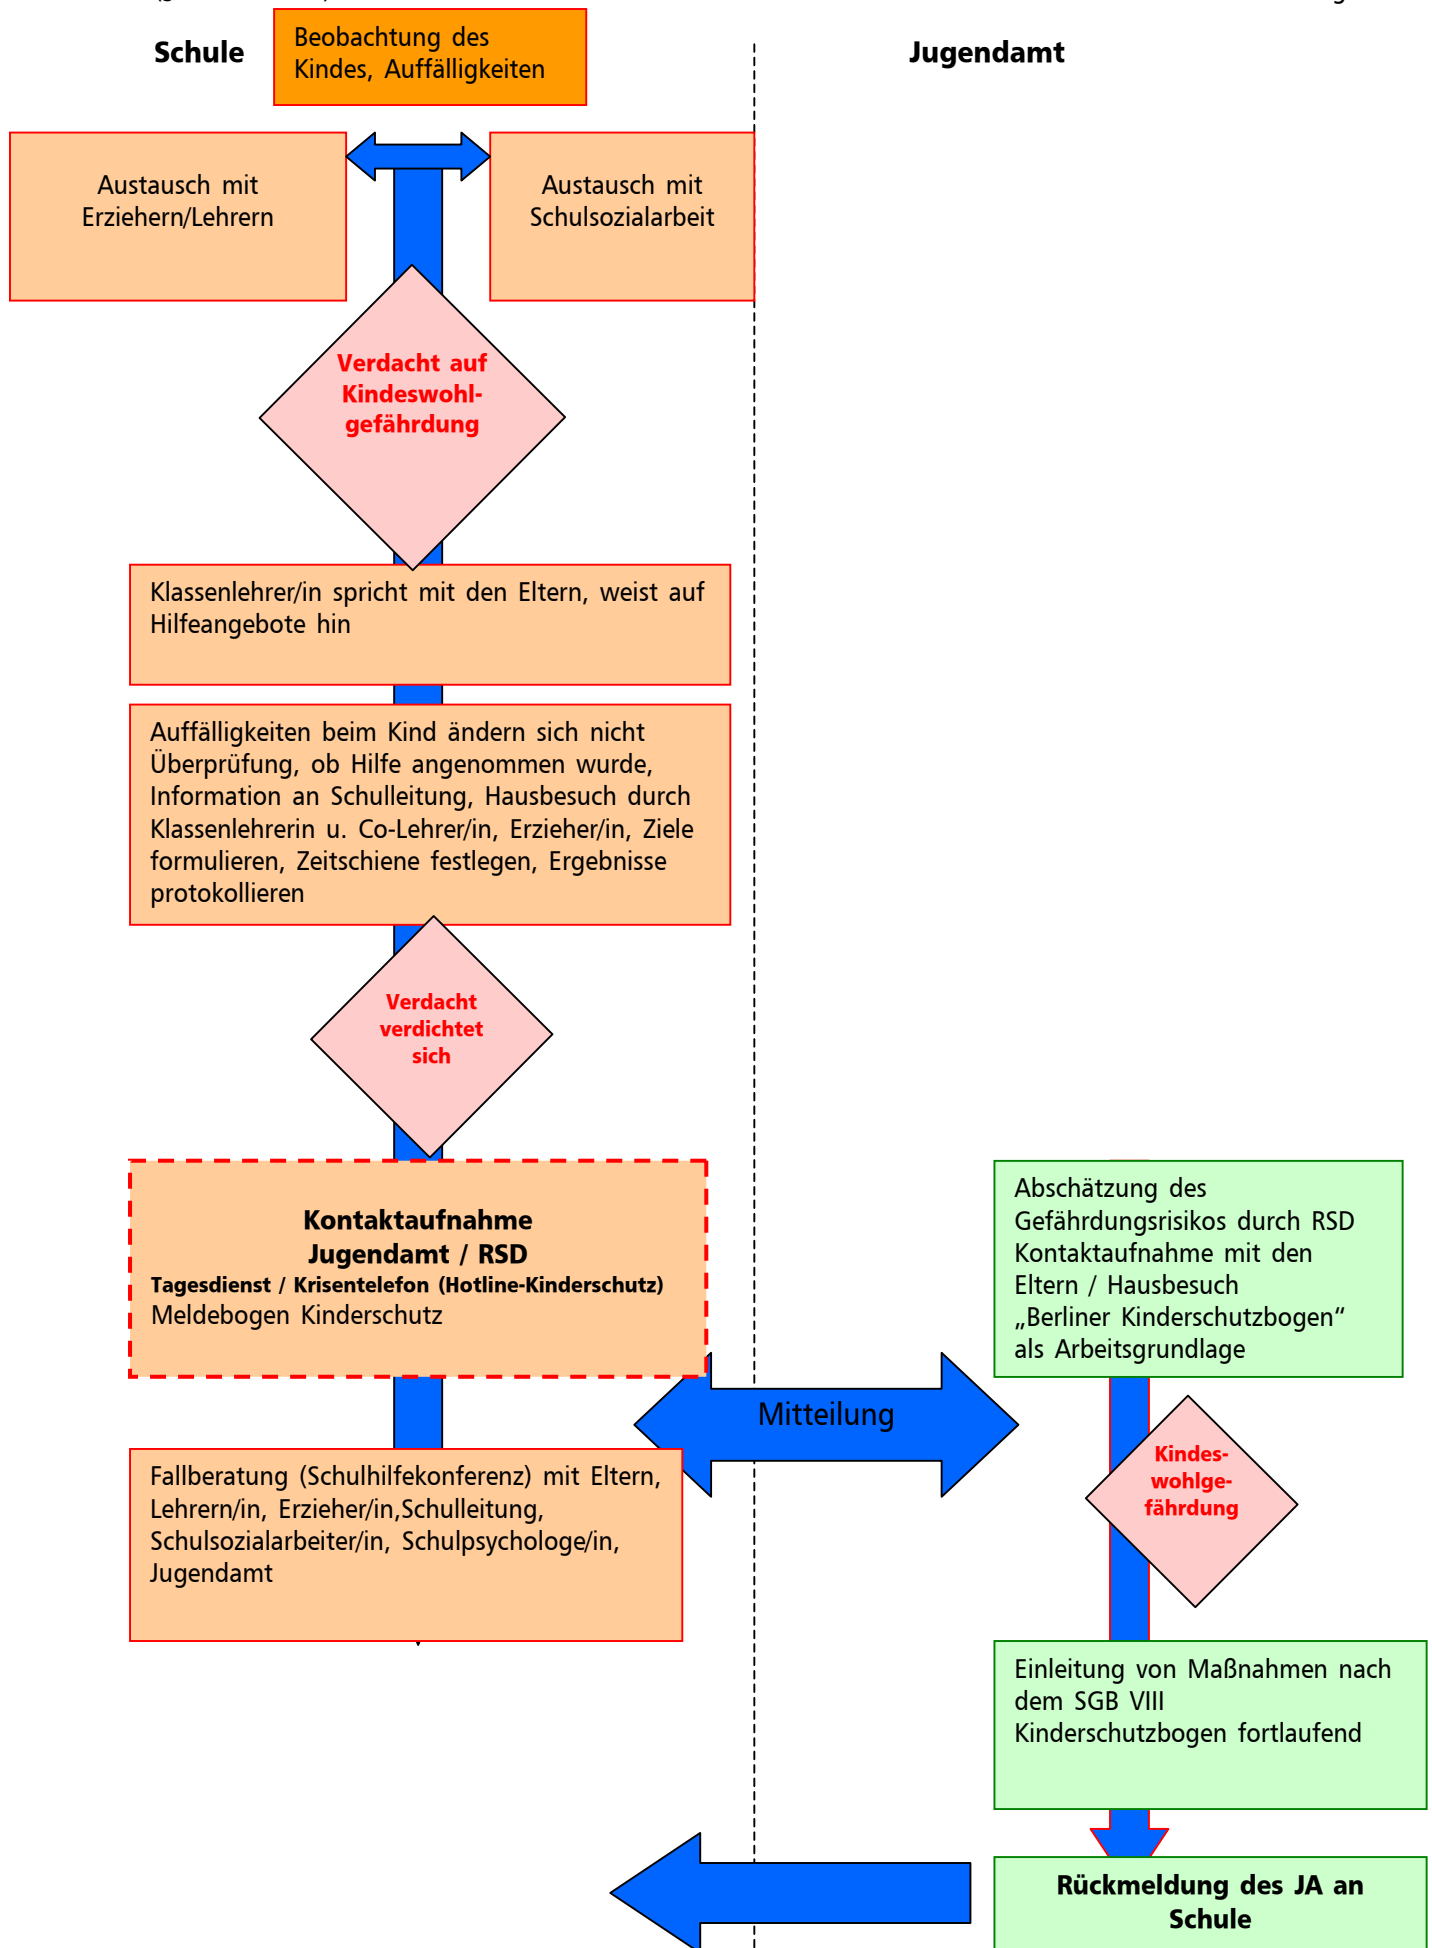 Schule
Beobachtung des
Kindes, Auffälligkeiten
Jugendamt
Austausch mit
Erziehern/Lehrern
Austausch mit
Schulsozialarbeit
Verdacht auf
Kindeswohl-
gefährdung
Klassenlehrer/in spricht mit den Eltern, weist auf
Hilfeangebote hin
Auffälligkeiten beim Kind ändern sich nicht
Überprüfung, ob Hilfe angenommen wurde,
Information an Schulleitung, Hausbesuch durch
Klassenlehrerin u. Co-Lehrer/in, Erzieher/in, Ziele
formulieren, Zeitschiene festlegen, Ergebnisse
protokollieren
Verdacht
verdichtet
sich
Kontaktaufnahme
Jugendamt / RSD
Tagesdienst / Krisentelefon (Hotline-Kinderschutz)
Meldebogen Kinderschutz
Abschätzung des
Gefährdungsrisikos durch RSD
Kontaktaufnahme mit den
Eltern / Hausbesuch
„Berliner Kinderschutzbogen“
als Arbeitsgrundlage
Mitteilung
Fallberatung (Schulhilfekonferenz) mit Eltern,
Lehrern/in, Erzieher/in,Schulleitung,
Schulsozialarbeiter/in, Schulpsychologe/in,
Jugendamt
Kindes-
wohlge-
fährdung
Einleitung von Maßnahmen nach
dem SGB VIII
Kinderschutzbogen fortlaufend
Rückmeldung des JA an
Schule